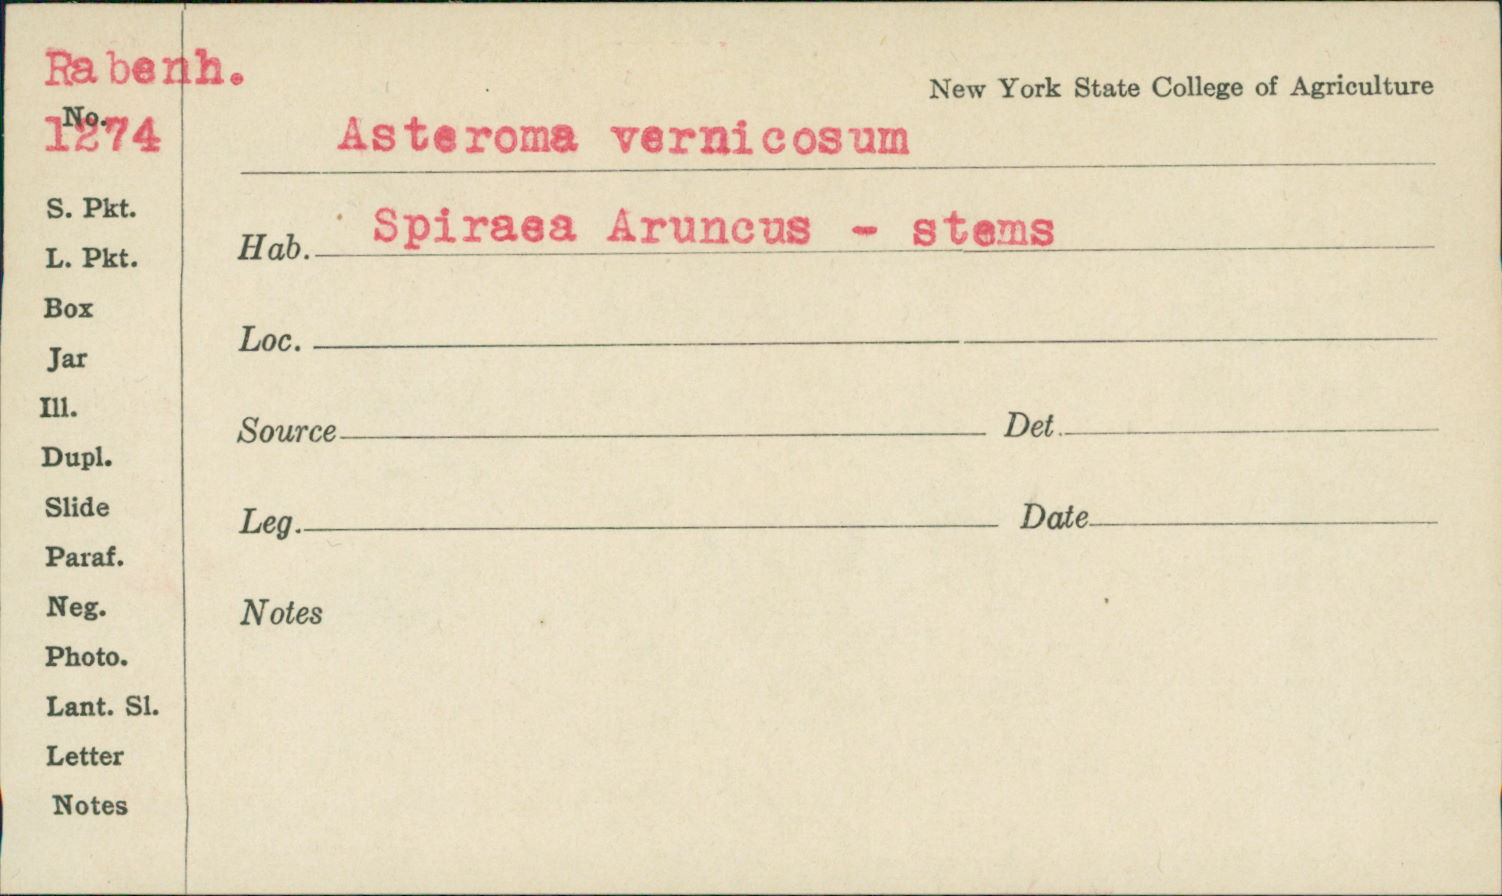 Rabenh.
New York State College of Agriculture
No.
1274
Asteroma vernicosum
Hab. Spiraea Aruncus - stems
Loc.
Source Det.
Leg. Date
Notes
S. Pkt.
L. Pkt.
Box
Jar
Ill.
Dupl.
Slide
Paraf.
Neg.
Photo.
Lant. Sl.
Letter
Notes